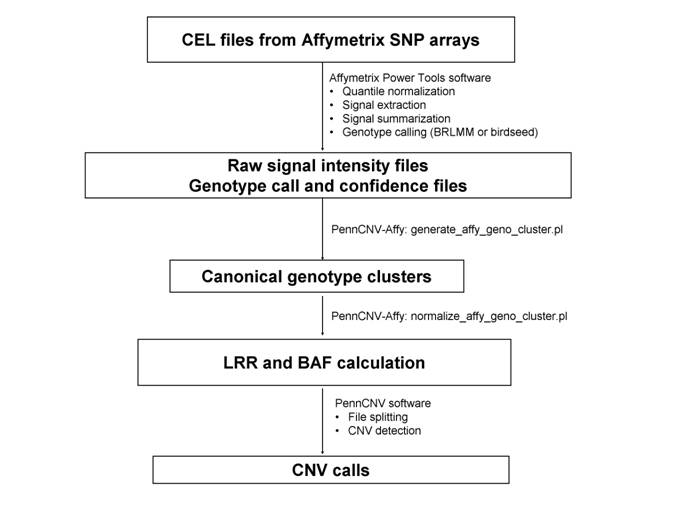 CEL files from Affymetrix SNP arrays
Affymetrix Power Tools software
• Quantile normalization
• Signal extraction
• Signal summarization
• Genotype calling (BRLMM or birdseed)
Raw signal intensity files
Genotype call and confidence files
PennCNV-Affy: generate_affy_geno_cluster.pl
Canonical genotype clusters
PennCNV-Affy: normalize_affy_geno_cluster.pl
LRR and BAF calculation
PennCNV software
• File splitting
• CNV detection
CNV calls